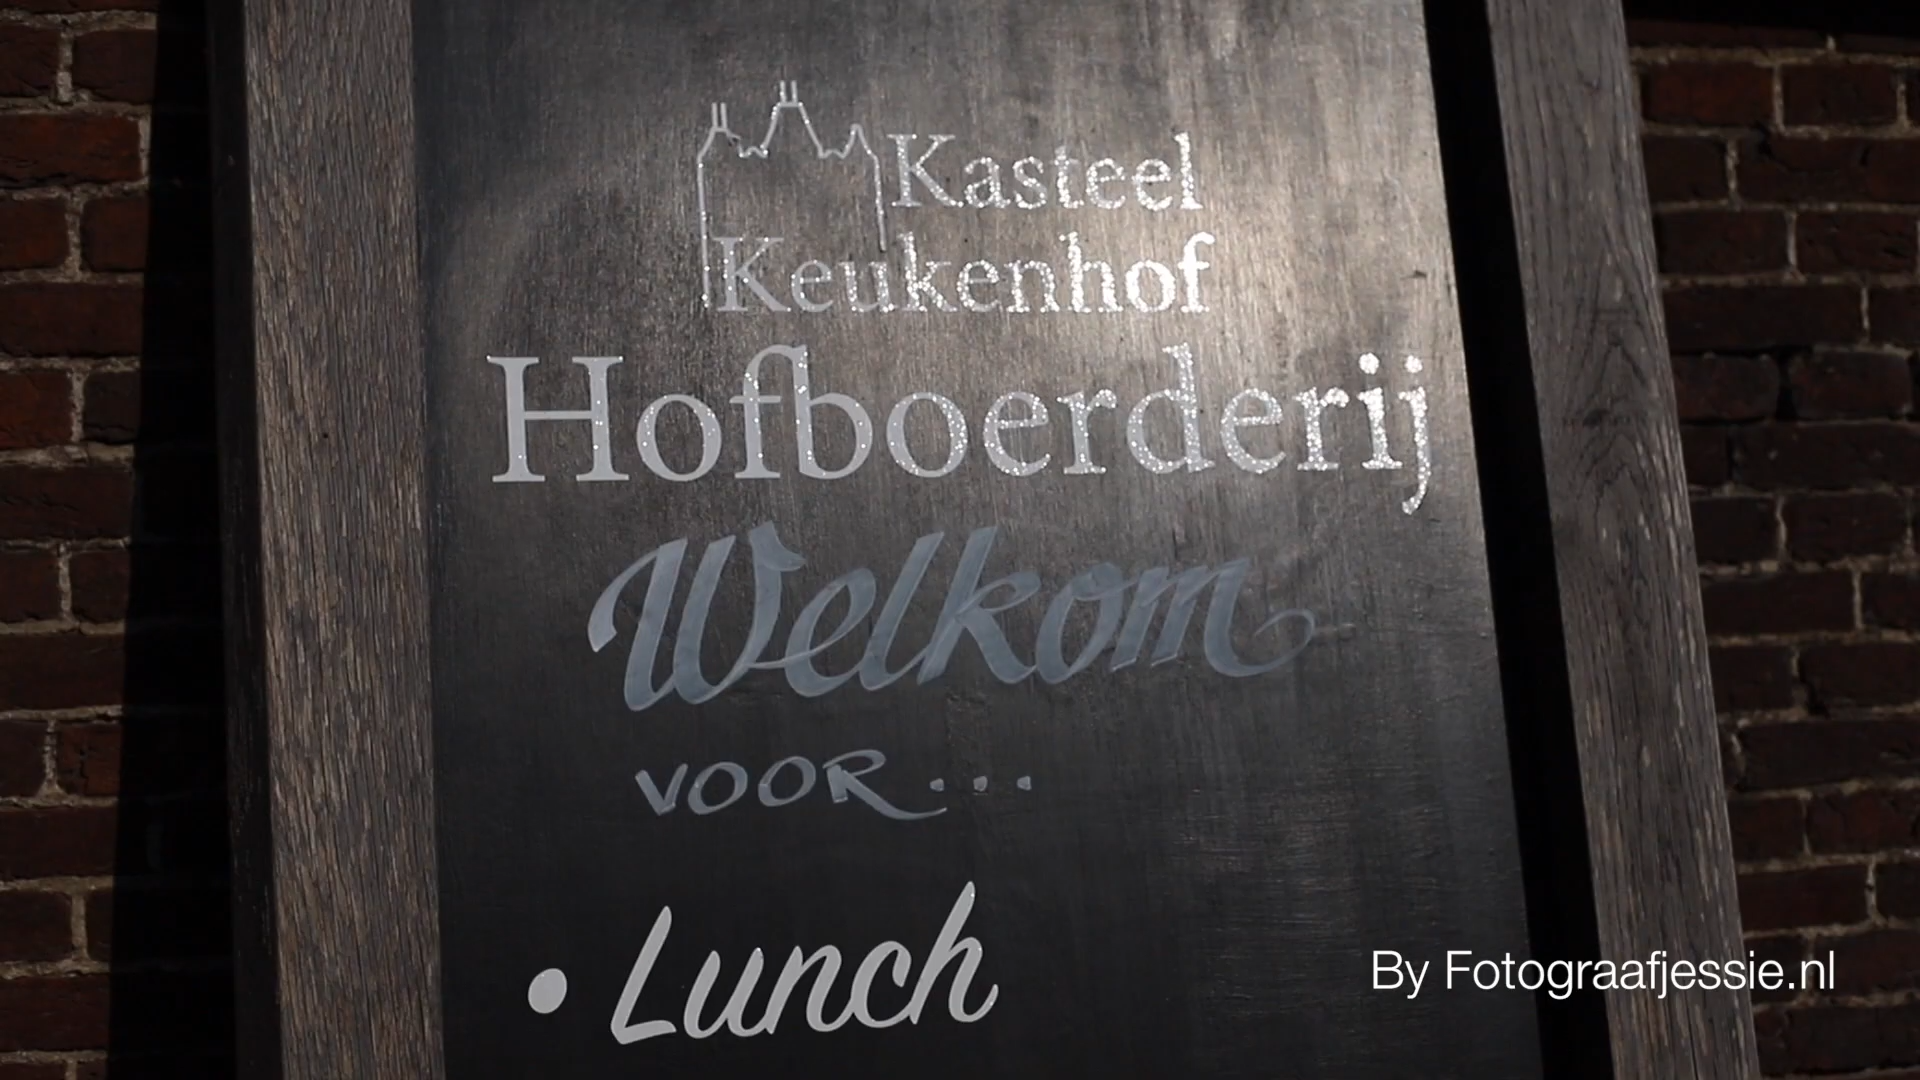 Kasteel
Keukenhof
Hofboerderij
Welkom
VOOR...
• Lunch
By Fotograafjessie.nl